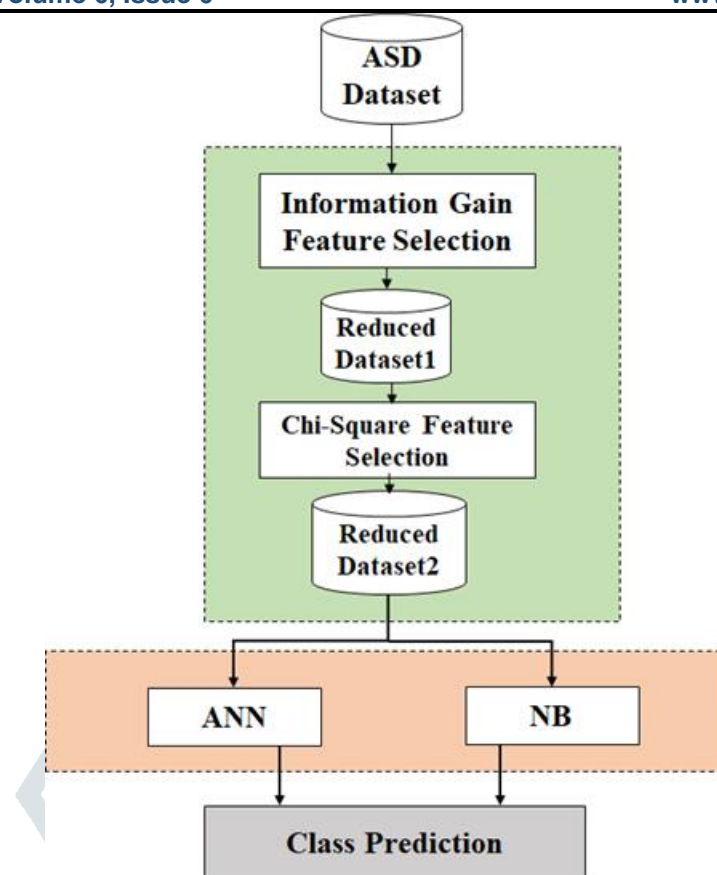 ASD
Dataset
Information Gain
Feature Selection
Reduced
Dataset1
Chi-Square Feature
Selection
Reduced
Dataset2
ANN
NB
Class Prediction